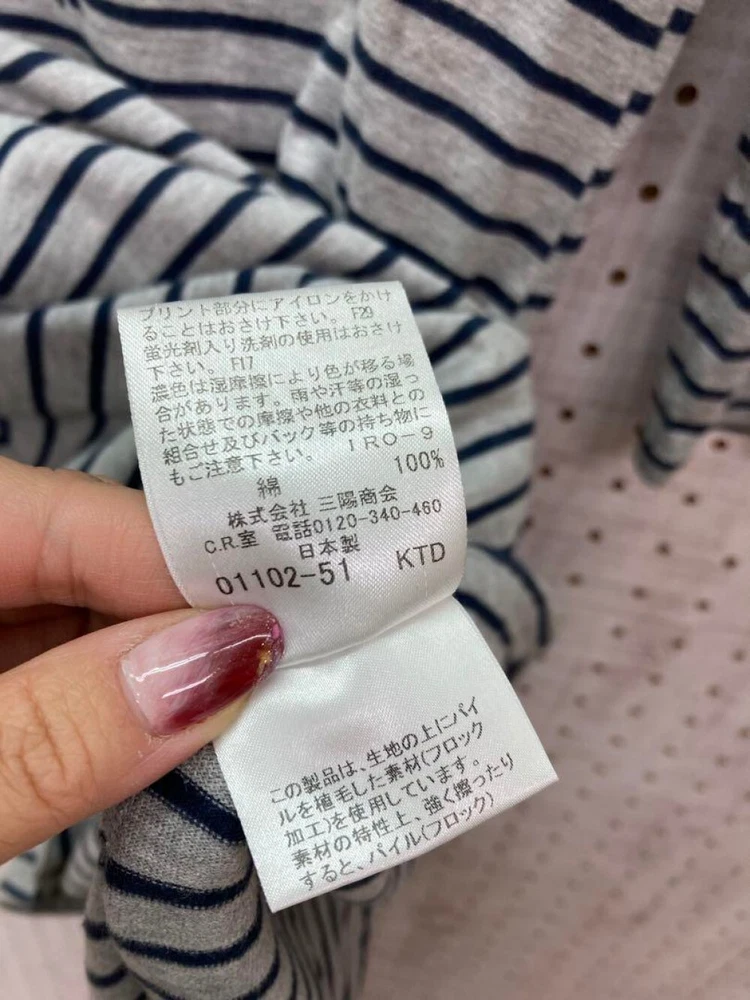 プリント部分にアイロンをかけ
ることはおさけ下さい。 F29
蛍光剤入り洗剤の使用はおさけ
下さい。 F17
濃色は湿摩擦により色が移る場
合があります。雨や汗等の湿っ
た状態での摩擦や他の衣料との
組合せ及びバック等の持ち物に
もご注意下さい。 IRO-9
綿 100%
株式会社 三陽商会
C.R室 電話0120-340-460
日本製
01102-51 KTD
この製品は、生地の上にパイ
ルを植毛した素材(フロック
加工)を使用しています。
素材の特性上、強く擦ったり
すると、パイル(フロック)